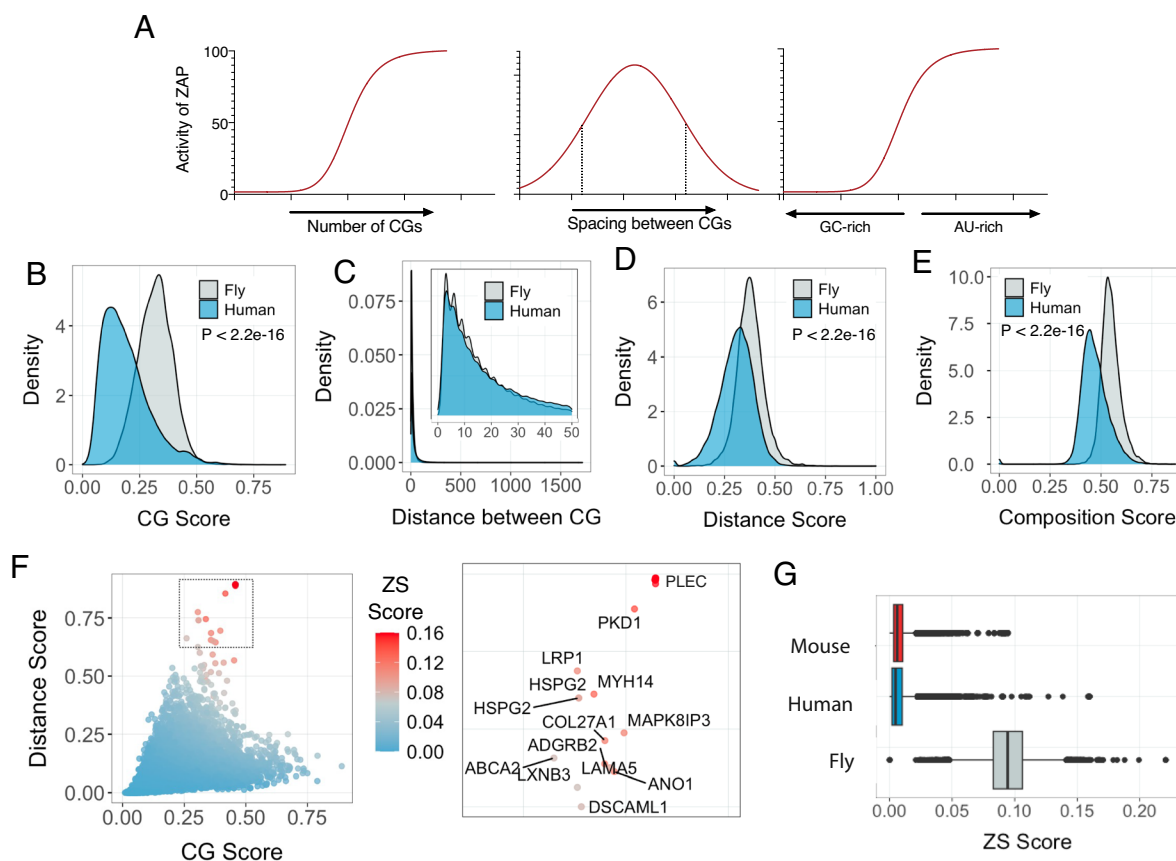 A
Activity of ZAP
100
50
0
Number of CGs
Spacing between CGs
GC-rich
AU-rich
B
Density
4
2
0
0.00
0.25
0.50
0.75
CG Score
Fly
Human
P < 2.2e-16
C
Density
0.075
0.050
0.025
0.000
0
500
1000
1500
Distance between CG
Fly
Human
0
10
20
30
40
50
D
Density
6
4
2
0
0.00
0.25
0.50
0.75
1.00
Distance Score
Fly
Human
P < 2.2e-16
E
Density
10.0
7.5
5.0
2.5
0.0
0.00
0.50
0.75
Composition Score
Fly
Human
P < 2.2e-16
F
Distance Score
0.75
0.50
0.25
0.00
0.00
0.25
0.50
0.75
CG Score
ZS
Score
0.16
0.12
0.08
0.04
0.00
PLEC
PKD1
LRP1
HSPG2
MYH14
HSPG2
COL27A1
MAPK8IP3
ADGRB2
ABCA2
LXNB3
LAMA5
ANO1
DSCAML1
G
Mouse
Human
Fly
0.00
0.05
0.10
0.15
0.20
ZS Score